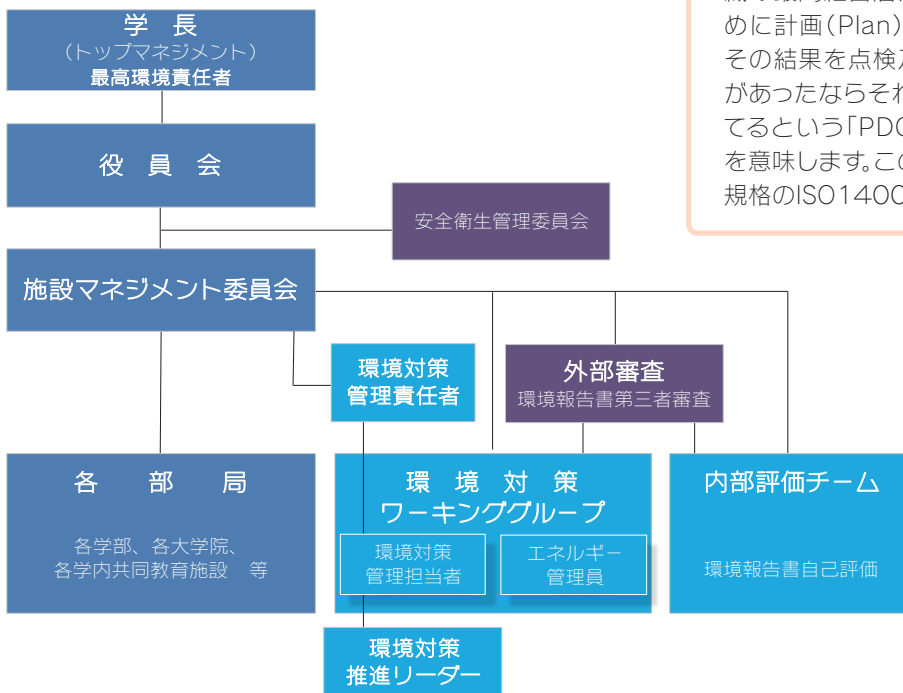 学 長
（トップマネジメント）
最高環境責任者
役 員 会
安全衛生管理委員会
施設マネジメント委員会
環境対策
管理責任者
外部審査
環境報告書第三者審査
各 部 局
各学部、各大学院、
各学内共同教育施設 等
環 境 対 策
ワーキンググループ
環境対策
管理担当者
エネルギー
管理員
内部評価チーム
環境報告書自己評価
環境対策
推進リーダー
めに計画（Plan）
その結果を点検
があったならそれ
てるという「PDC
を意味します。この
規格のISO1400